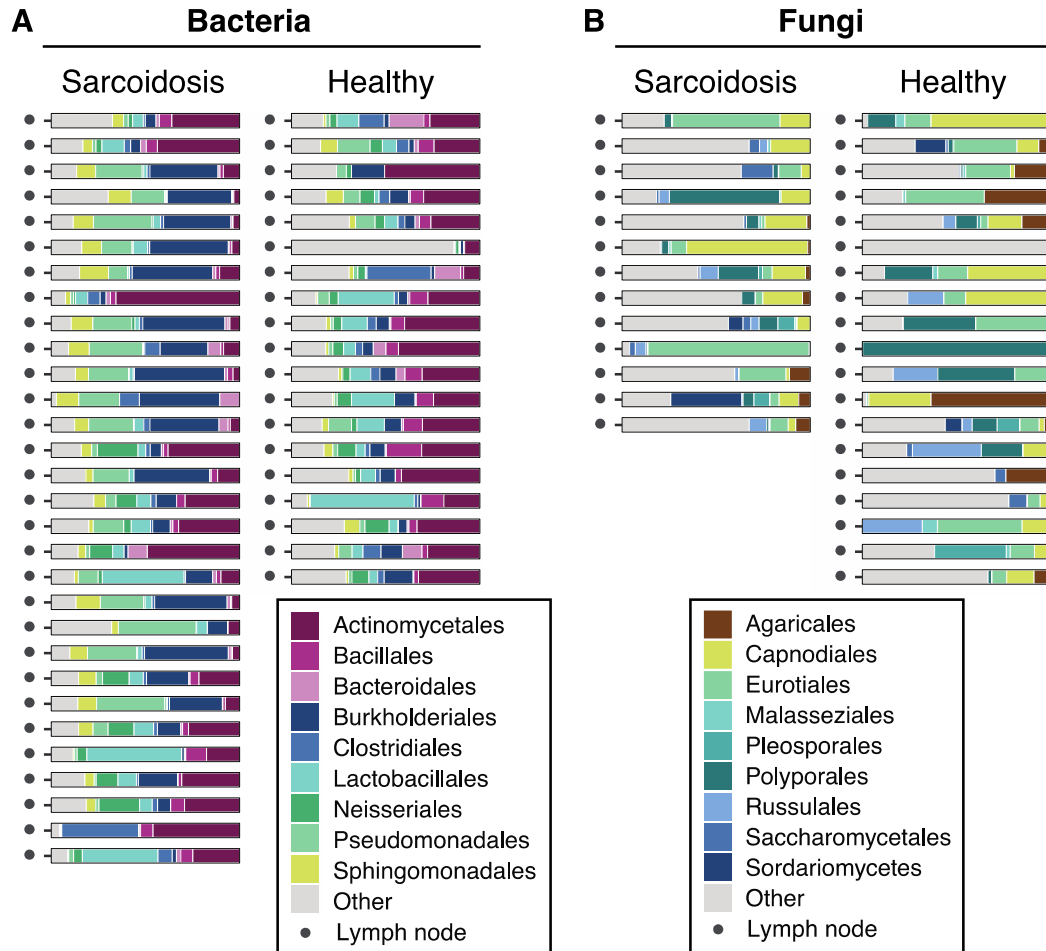 A Bacteria
Sarcoidosis Healthy
Actinomycetales
Bacillales
Bacteroidales
Burkholderiales
Clostridiales
Lactobacillales
Neisseriales
Pseudomonadales
Sphingomonadales
Other
Lymph node
B Fungi
Sarcoidosis Healthy
Agaricales
Capnodiales
Eurotiales
Malasseziales
Pleosporales
Polyporales
Russulales
Saccharomycetales
Sordariomycetes
Other
Lymph node